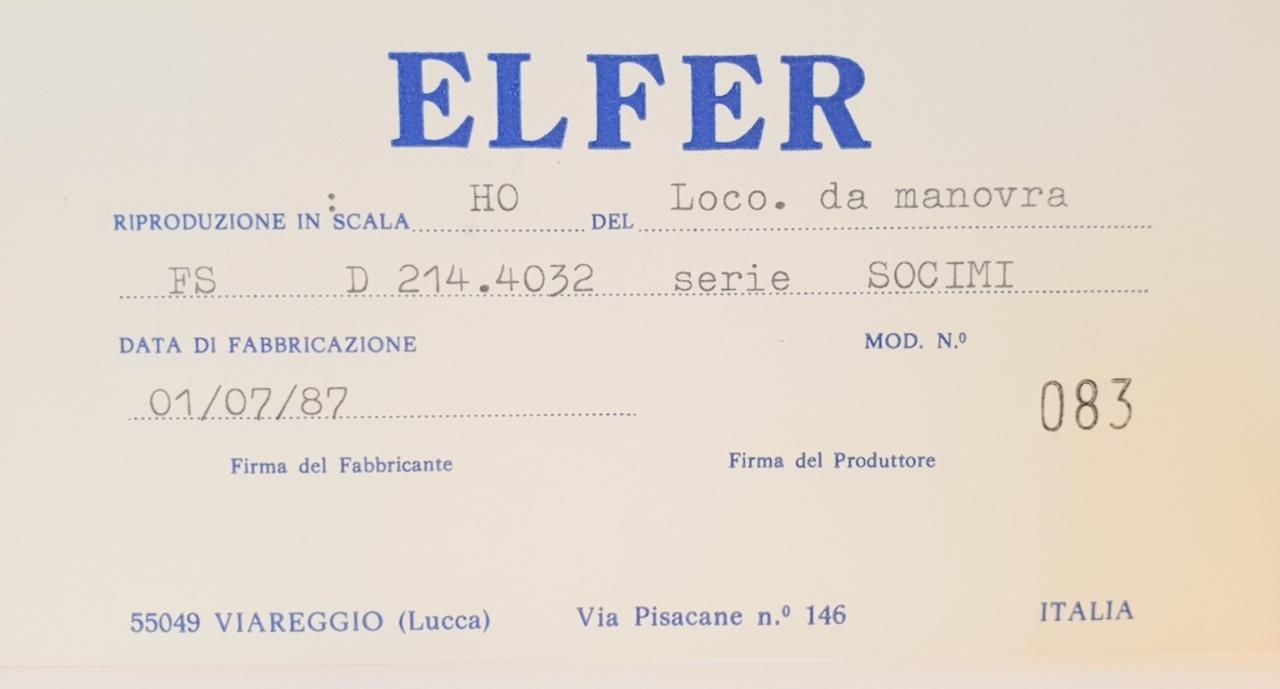 ELFER
RIPRODUZIONE IN SCALA HO DEL Loco. da manovra
FS D 214.4032 serie SOCIMI
DATA DI FABBRICAZIONE MOD. N.º
01/07/87 083
Firma del Fabbricante Firma del Produttore
55049 VIAREGGIO (Lucca) Via Pisacane n.º 146 ITALIA